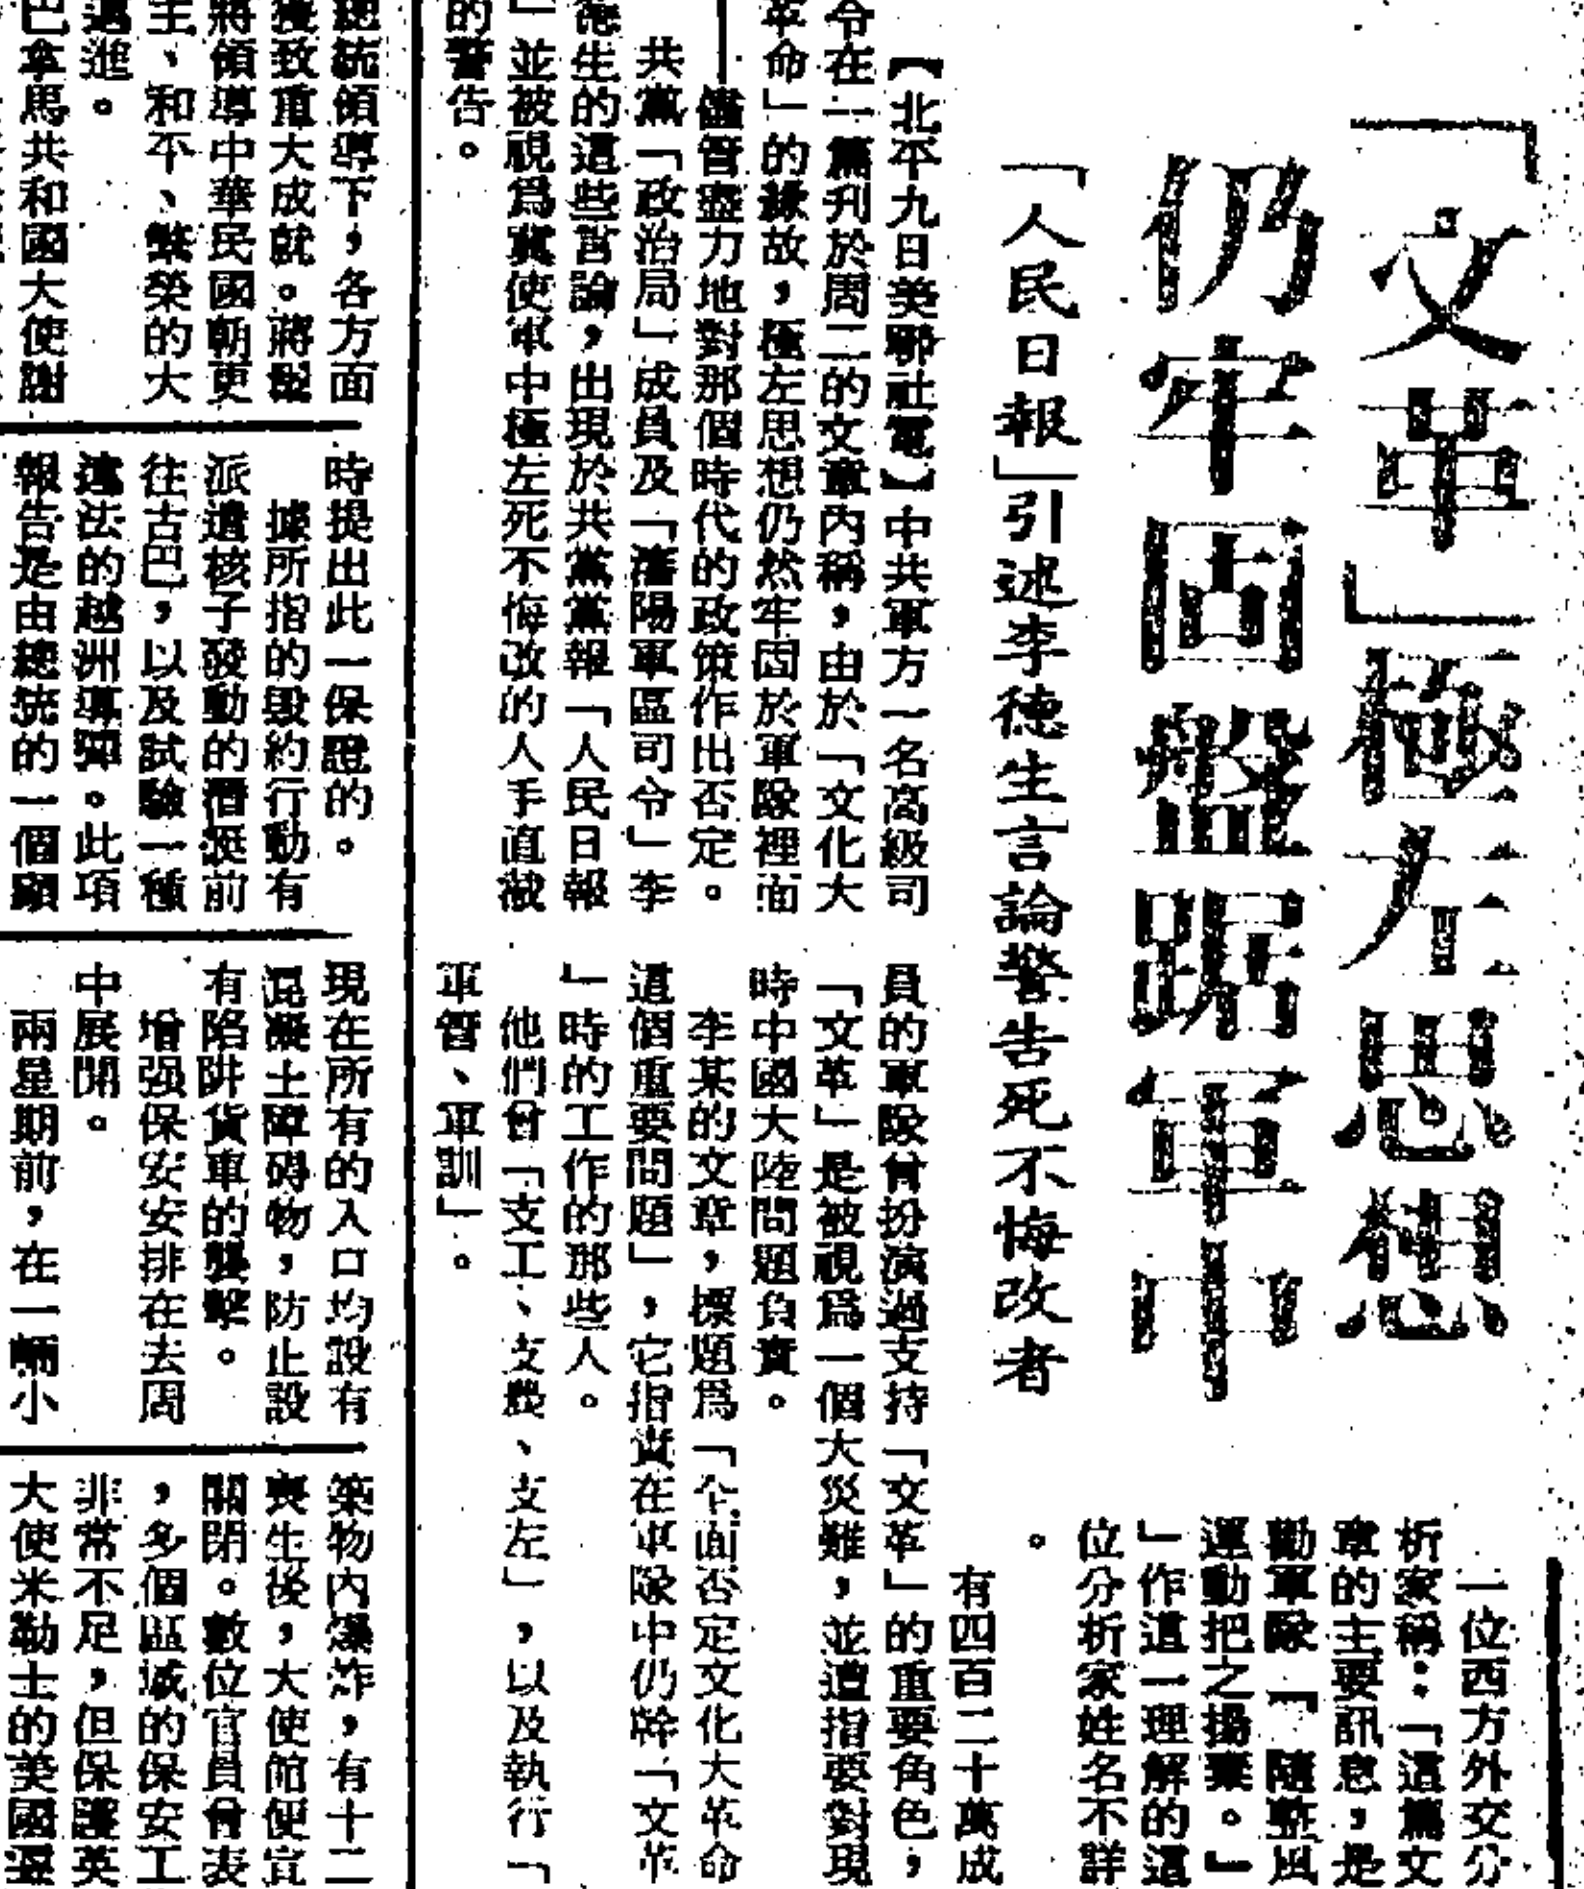 「文革」極左思想
仍牢固盤踞軍中
「人民日報」引述李德生言論警告死不悔改者
【北平九日美聯社電】中共軍方一名高級司
令在一篇刋於周二的文章內稱，由於「文化大
革命」的緣故，極左思想仍然牢固於軍隊裡面
——儘管盡力地對那個時代的政策作出否定。
共黨「政治局」成員及「瀋陽軍區司令」李
德生的這些言論，出現於共黨黨報「人民日報
」並被視爲冀使軍中極左死不悔改的人手直接
的警告。
有四百二十萬成
員的軍隊曾扮演過支持「文革」的重要角色，
「文革」是被視爲一個大災難，並遭指要對現
時中國大陸問題負責。
李某的文章，標題爲「全面否定文化大革命
這個重要問題」，它指責在軍隊中仍幹「文革
」時的工作的那些人。
他們曾「支工、支農、支左」，以及執行「
軍管、軍訓」。
一位西方外交分
析家稱：「這篇文
章的主要訊息，是
勸軍隊『隨整風
運動把之揚棄。』
」作這一理解的這
位分析家姓名不詳
。
總統領導下，各方面
獲致重大成就。蔣總
將領導中華民國朝更
主、和平、繁榮的大
邁進。
巴拿馬共和國大使謝
時提出此一保證的。
據所指的毀約行動有
派遣核子發動的潛艇前
往古巴，以及試驗一種
違法的越洲導彈。此項
報告是由總統的一個顧
現在所有的入口均設有
混凝土障碍物，防止設
有陷阱貨車的襲擊。
增强保安安排在去周
中展開。
兩星期前，在一輛小
築物內爆炸，有十二
喪生後，大使館便宣
關閉。數位官員曾表
，多個區域的保安工
非常不足，但保護英
大使米勒士的美國還